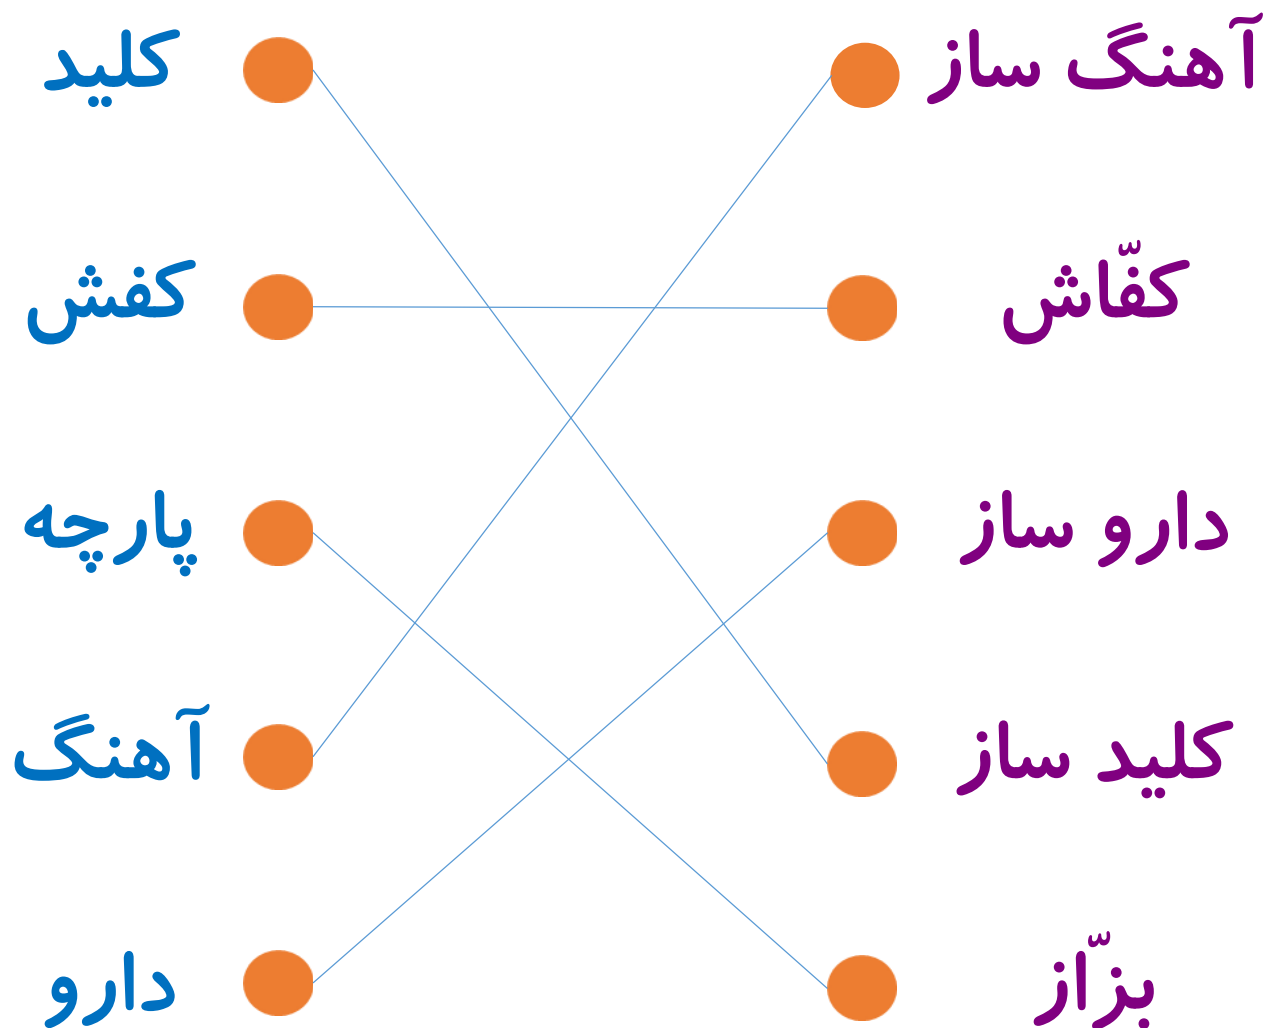 آهنگ ساز کلید
کفّاش کفش
دارو ساز پارچه
کلید ساز آهنگ
بزّاز دارو